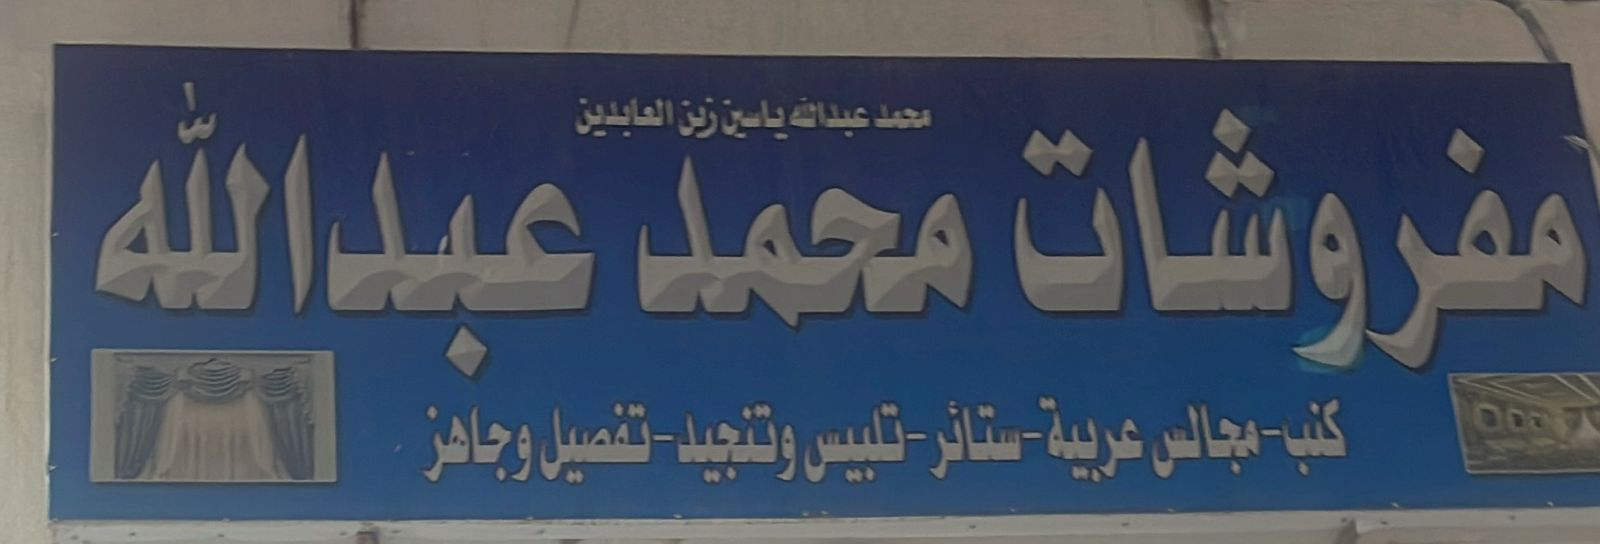 محمد عبدالله ياسين زين العابدين
مفروشات محمد عبدالله
كنب-مجالس عربية-ستائر-تلبيس وتنجيد-تفصيل وجاهز